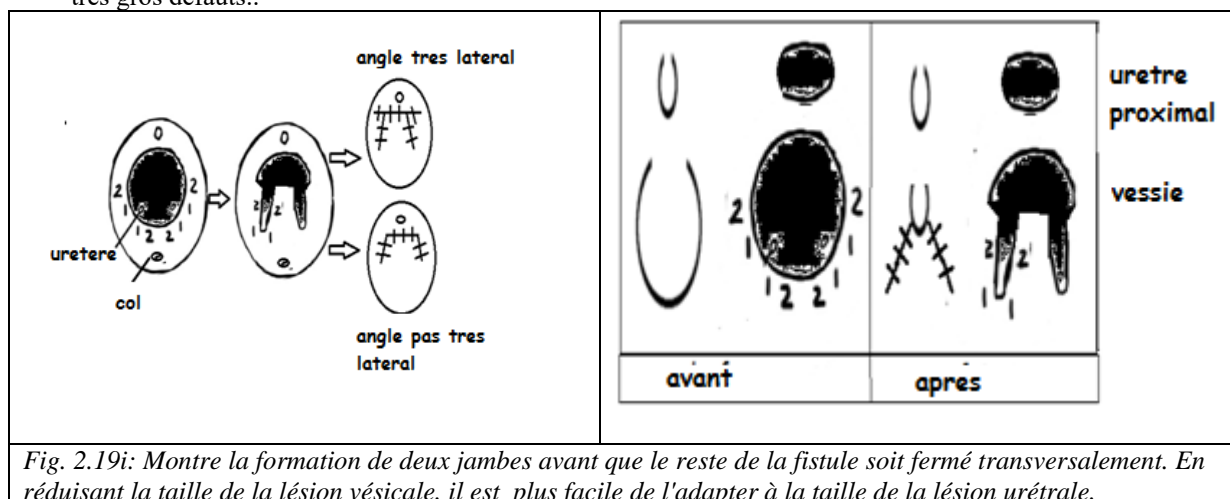 très gros défauts..
angle tres lateral
0
0
0
2
2
1
1
2
2
1
1
2
2
1
1
uretere
col
0
angle pas tres
lateral
uretre
proximal
vessie
2
2
1
1
1
2
2
1
2
2
1
1
avant
après
Fig. 2.19i: Montre la formation de deux jambes avant que le reste de la fistule soit fermé transversalement. En
réduisant la taille de la lésion vésicale, il est plus facile de l'adapter à la taille de la lésion urétrale.